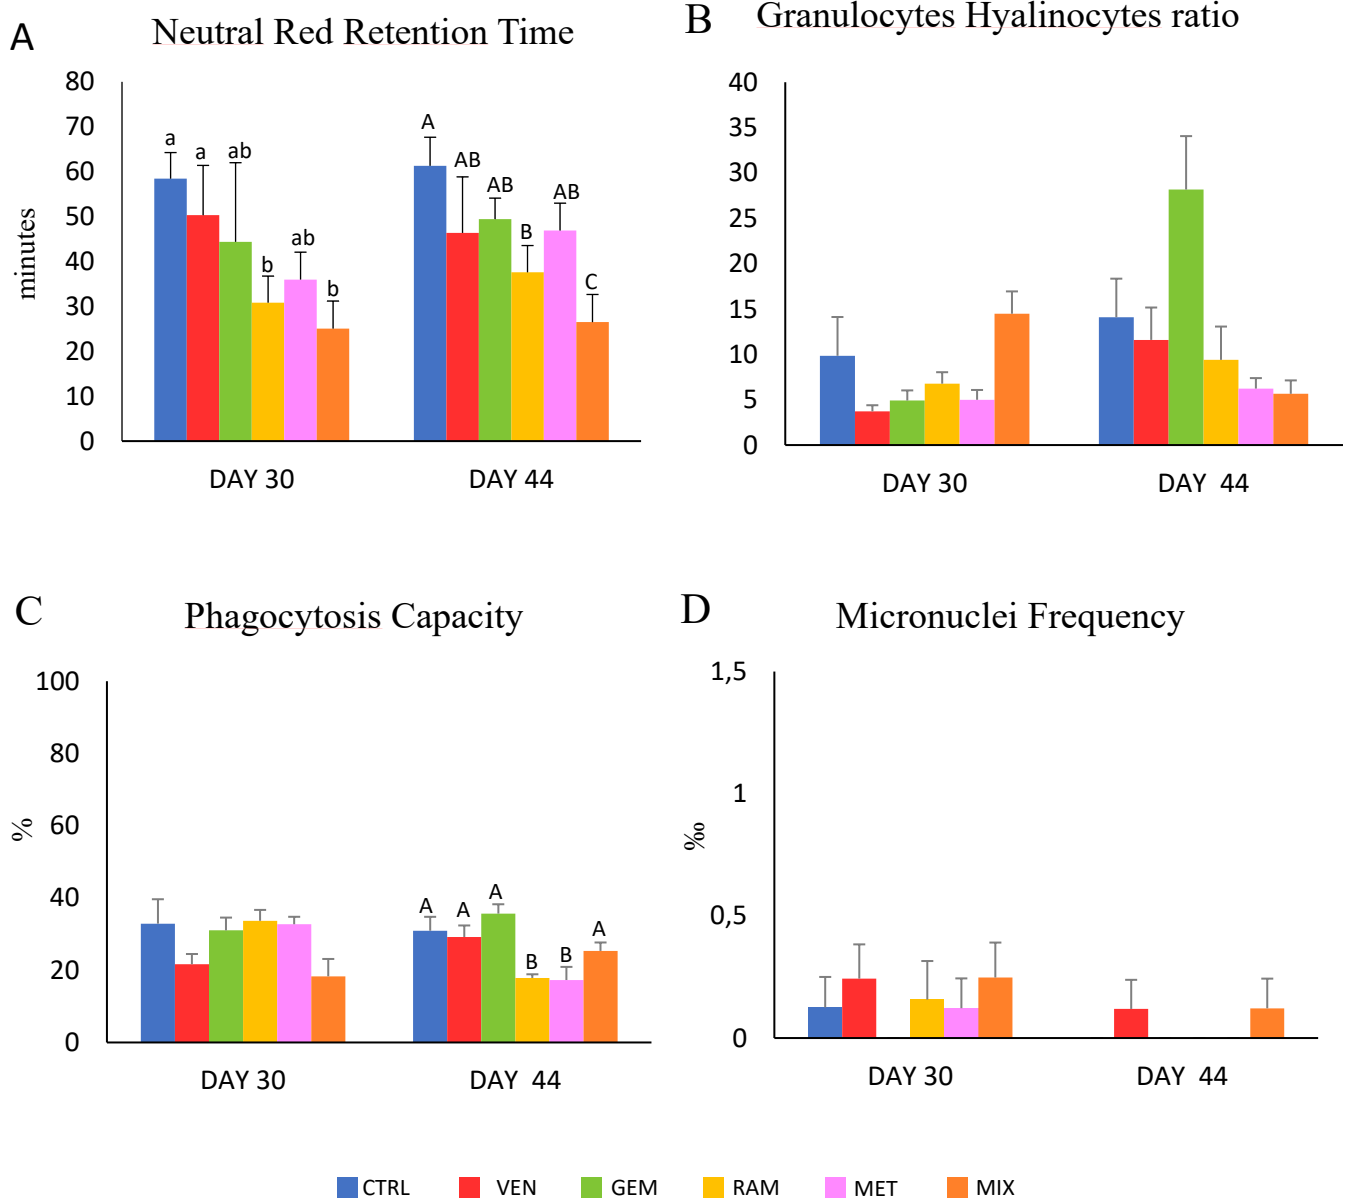 A
Neutral Red Retention Time
80
70
60
50
40
30
20
10
0
minutes
a
a
ab
b
ab
b
A
AB
AB
B
AB
C
DAY 30
DAY 44
B
Granulocytes Hyalinocytes ratio
40
35
30
25
20
15
10
5
0
DAY 30
DAY 44
C
Phagocytosis Capacity
100
80
60
40
20
0
%
A
A
A
B
B
A
DAY 30
DAY 44
D
Micronuclei Frequency
1,5
1
0,5
0
‰
DAY 30
DAY 44
CTRL VEN GEM RAM MET MIX